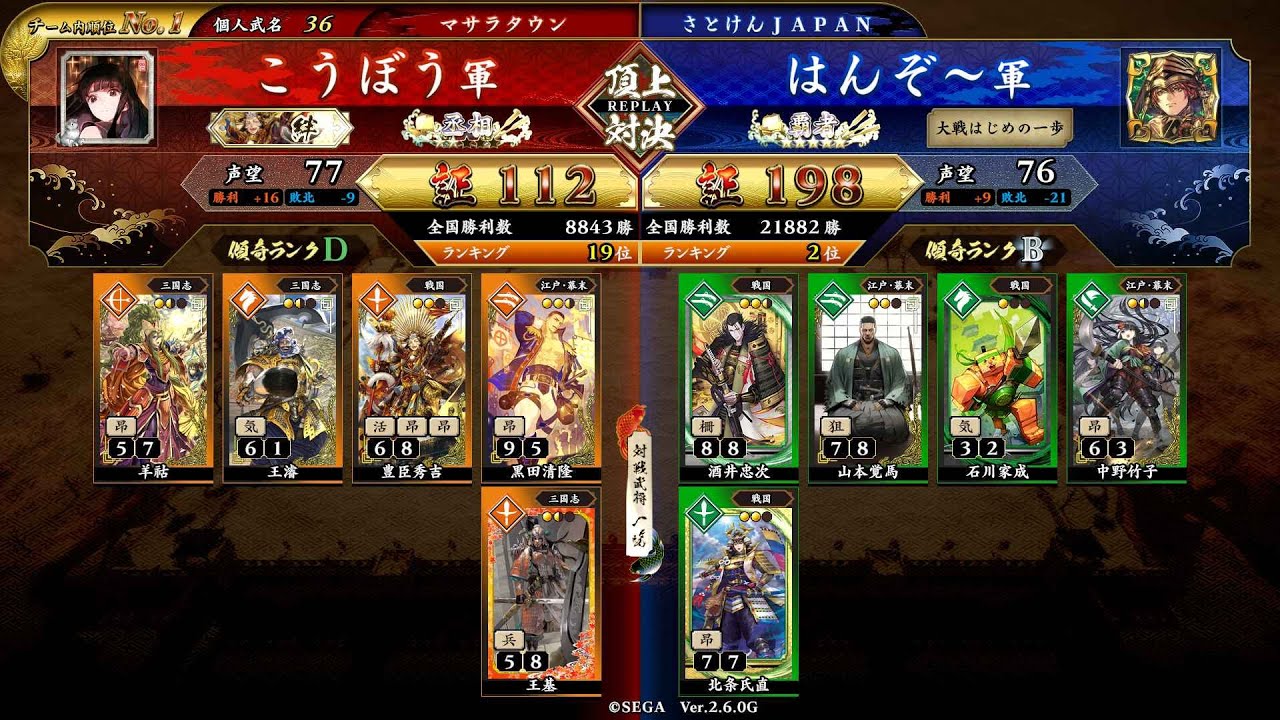 チーム内順位 No.1
個人武名 36
マサラタウン
さとけんJAPAN
こうぼう軍
頂上
REPLAY
対決
はんぞ～軍
絆
丞相
覇者
大戦はじめの一歩
声望 77
勝利 +16 敗北 -9
証 112
証 198
声望 76
勝利 +9 敗北 -21
全国勝利数 8843勝
全国勝利数 21882勝
傾奇ランクD
ランキング 19位
ランキング 2位
傾奇ランクB
三国志
三国志
戦国
江戸・幕末
戦国
江戸・幕末
戦国
江戸・幕末
昂
気
活 昂 昂
昂
柵
狙
気
昂
5 7
6 1
6 8
9 5
8 8
7 8
3 2
6 3
羊祜
王濬
豊臣秀吉
黒田清隆
酒井忠次
山本覚馬
石川家成
中野竹子
対戦武将一覧
三国志
戦国
兵
昂
5 8
7 7
王基
北条氏直
©SEGA Ver.2.6.0G